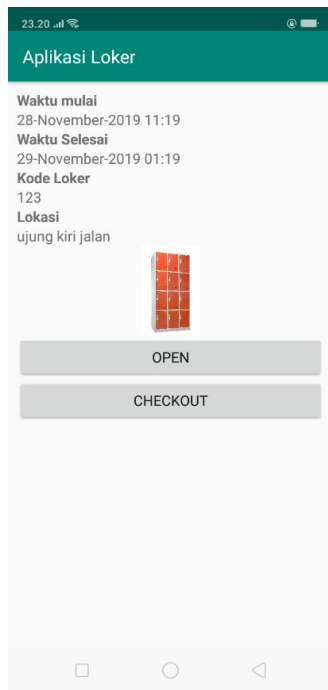 23.20
Aplikasi Loker
Waktu mulai
28-November-2019 11:19
Waktu Selesai
29-November-2019 01:19
Kode Loker
123
Lokasi
ujung kiri jalan
OPEN
CHECKOUT